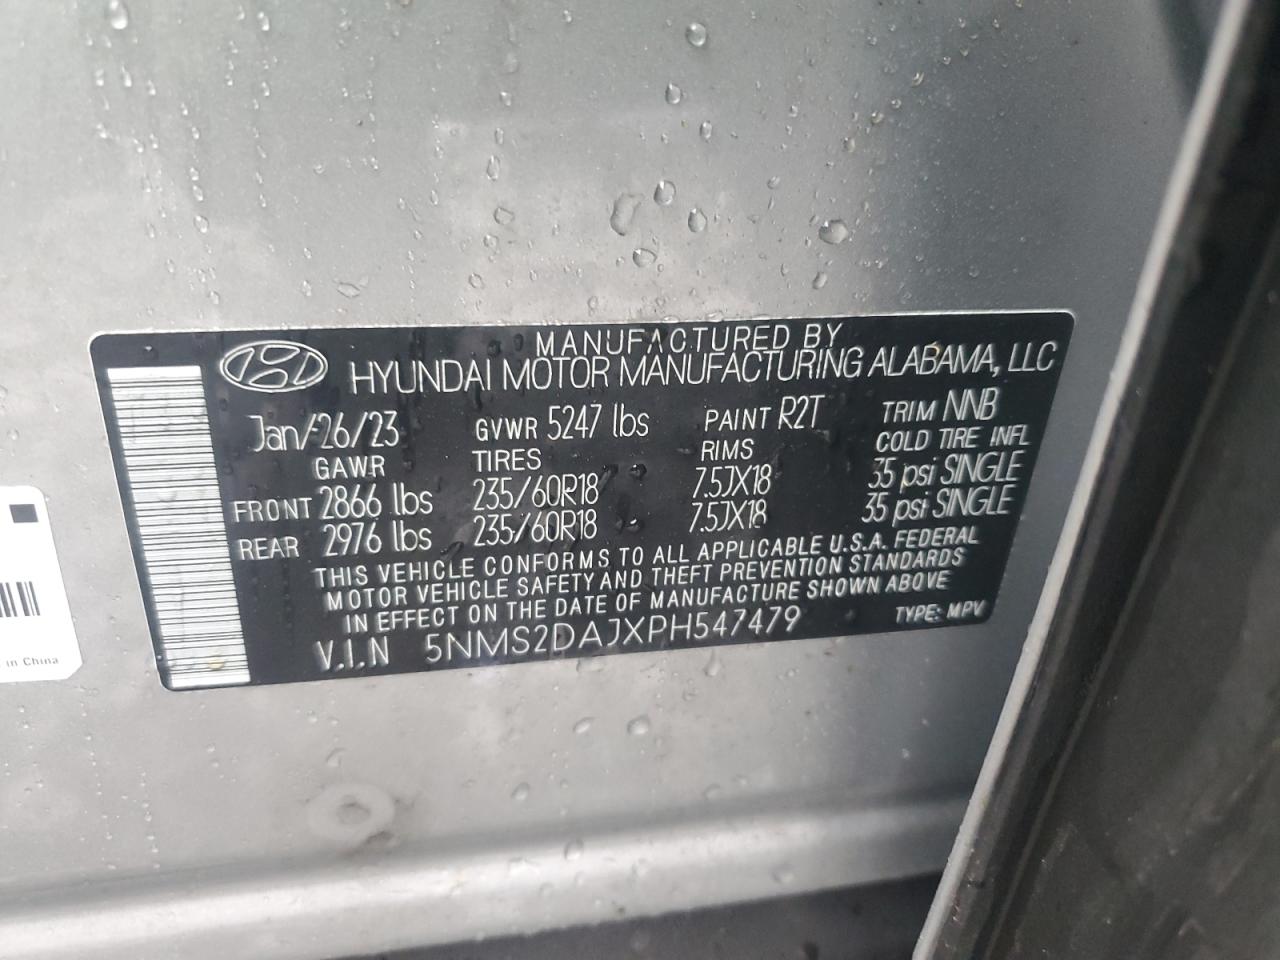 MANUFACTURED BY
HYUNDAI MOTOR MANUFACTURING ALABAMA, LLC
Jan/26/23 GVWR 5247 lbs PAINT R2T TRIM NNB
GAWR TIRES RIMS COLD TIRE INFL
FRONT 2866 lbs 235/60R18 7.5JX18 35 psi SINGLE
REAR 2976 lbs 235/60R18 7.5JX18 35 psi SINGLE
THIS VEHICLE CONFORMS TO ALL APPLICABLE U.S.A. FEDERAL
MOTOR VEHICLE SAFETY AND THEFT PREVENTION STANDARDS
IN EFFECT ON THE DATE OF MANUFACTURE SHOWN ABOVE
V.I.N 5NMS2DAJXPH547479 TYPE: MPV
in China